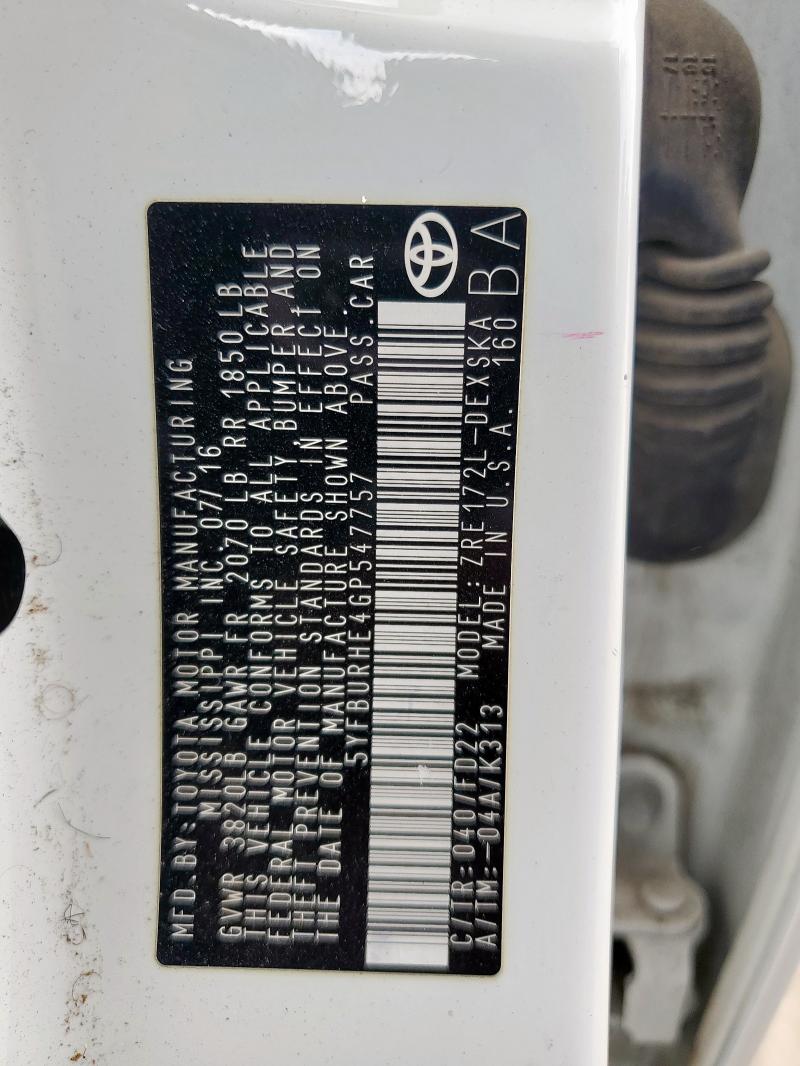 MFD.BY:TOYOTA MOTOR MANUFACTURING
MISSISSIPPI INC. 07/16
GVWR 3820LB GAWR FR 2070 LB RR 1850LB
THIS VEHICLE CONFORMS TO ALL APPLICABLE
FEDERAL MOTOR VEHICLE SAFETY, BUMPER,AND
THEFT PREVENTION STANDARDS IN EFFECT ON
THE DATE OF MANUFACTURE SHOWN ABOVE.
5YFBURHE4GP547757 PASS.CAR
C/TR:040/FD22 MODEL:ZRE172L-DEXSKA
A/TM:-04A/K313 MADE IN U.S.A. 160 BA